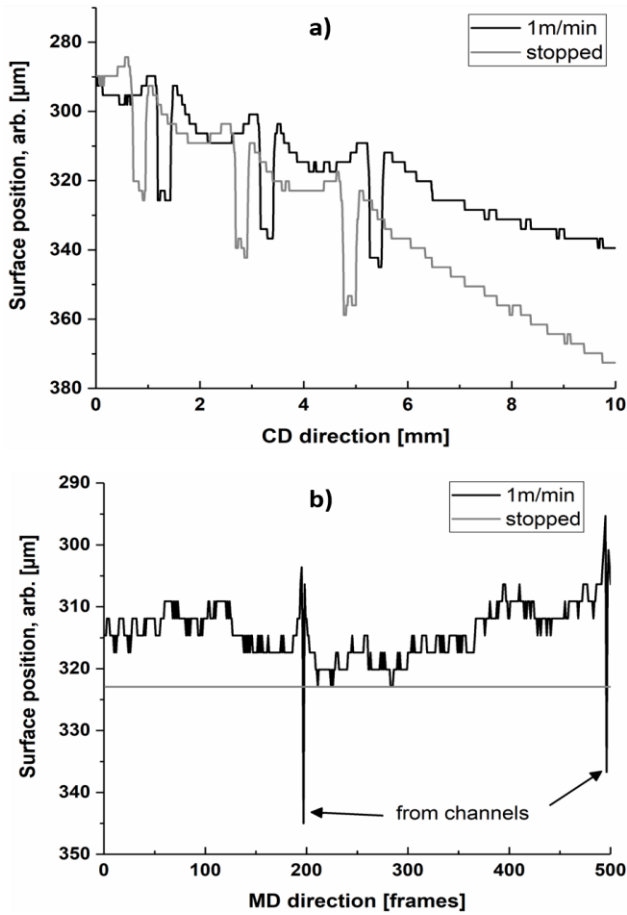 a)
1m/min
stopped
Surface position, arb. [µm]
280
300
320
340
360
380
0
2
4
6
8
10
CD direction [mm]
b)
1m/min
stopped
Surface position, arb. [µm]
290
300
310
320
330
340
350
from channels
0
100
200
300
400
500
MD direction [frames]